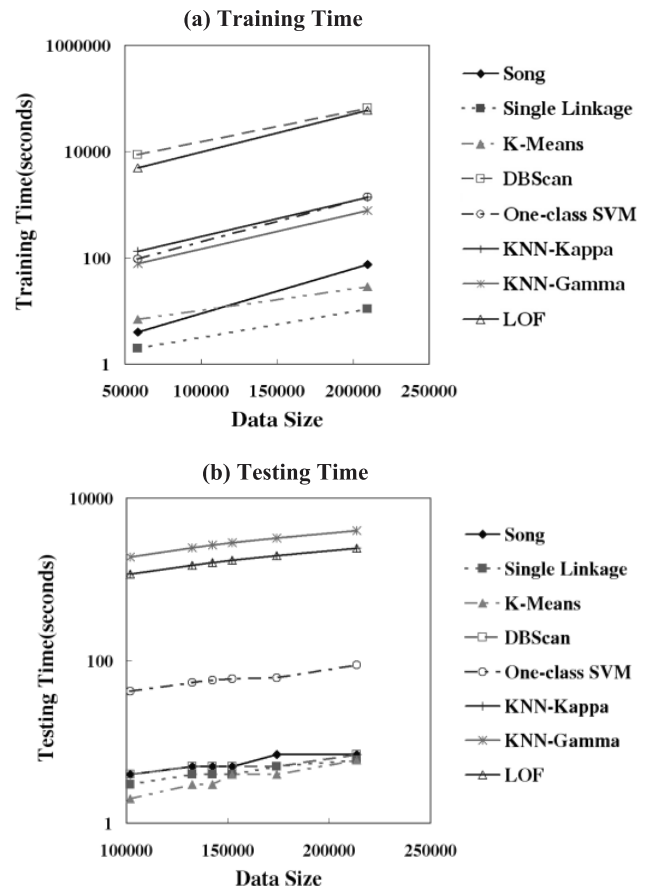 (a) Training Time
1000000
10000
100
1
Training Time(seconds)
50000 100000 150000 200000 250000
Data Size
Song
Single Linkage
K-Means
DBScan
One-class SVM
KNN-Kappa
KNN-Gamma
LOF
(b) Testing Time
10000
100
1
Testing Time(seconds)
100000 150000 200000 250000
Data Size
Song
Single Linkage
K-Means
DBScan
One-class SVM
KNN-Kappa
KNN-Gamma
LOF